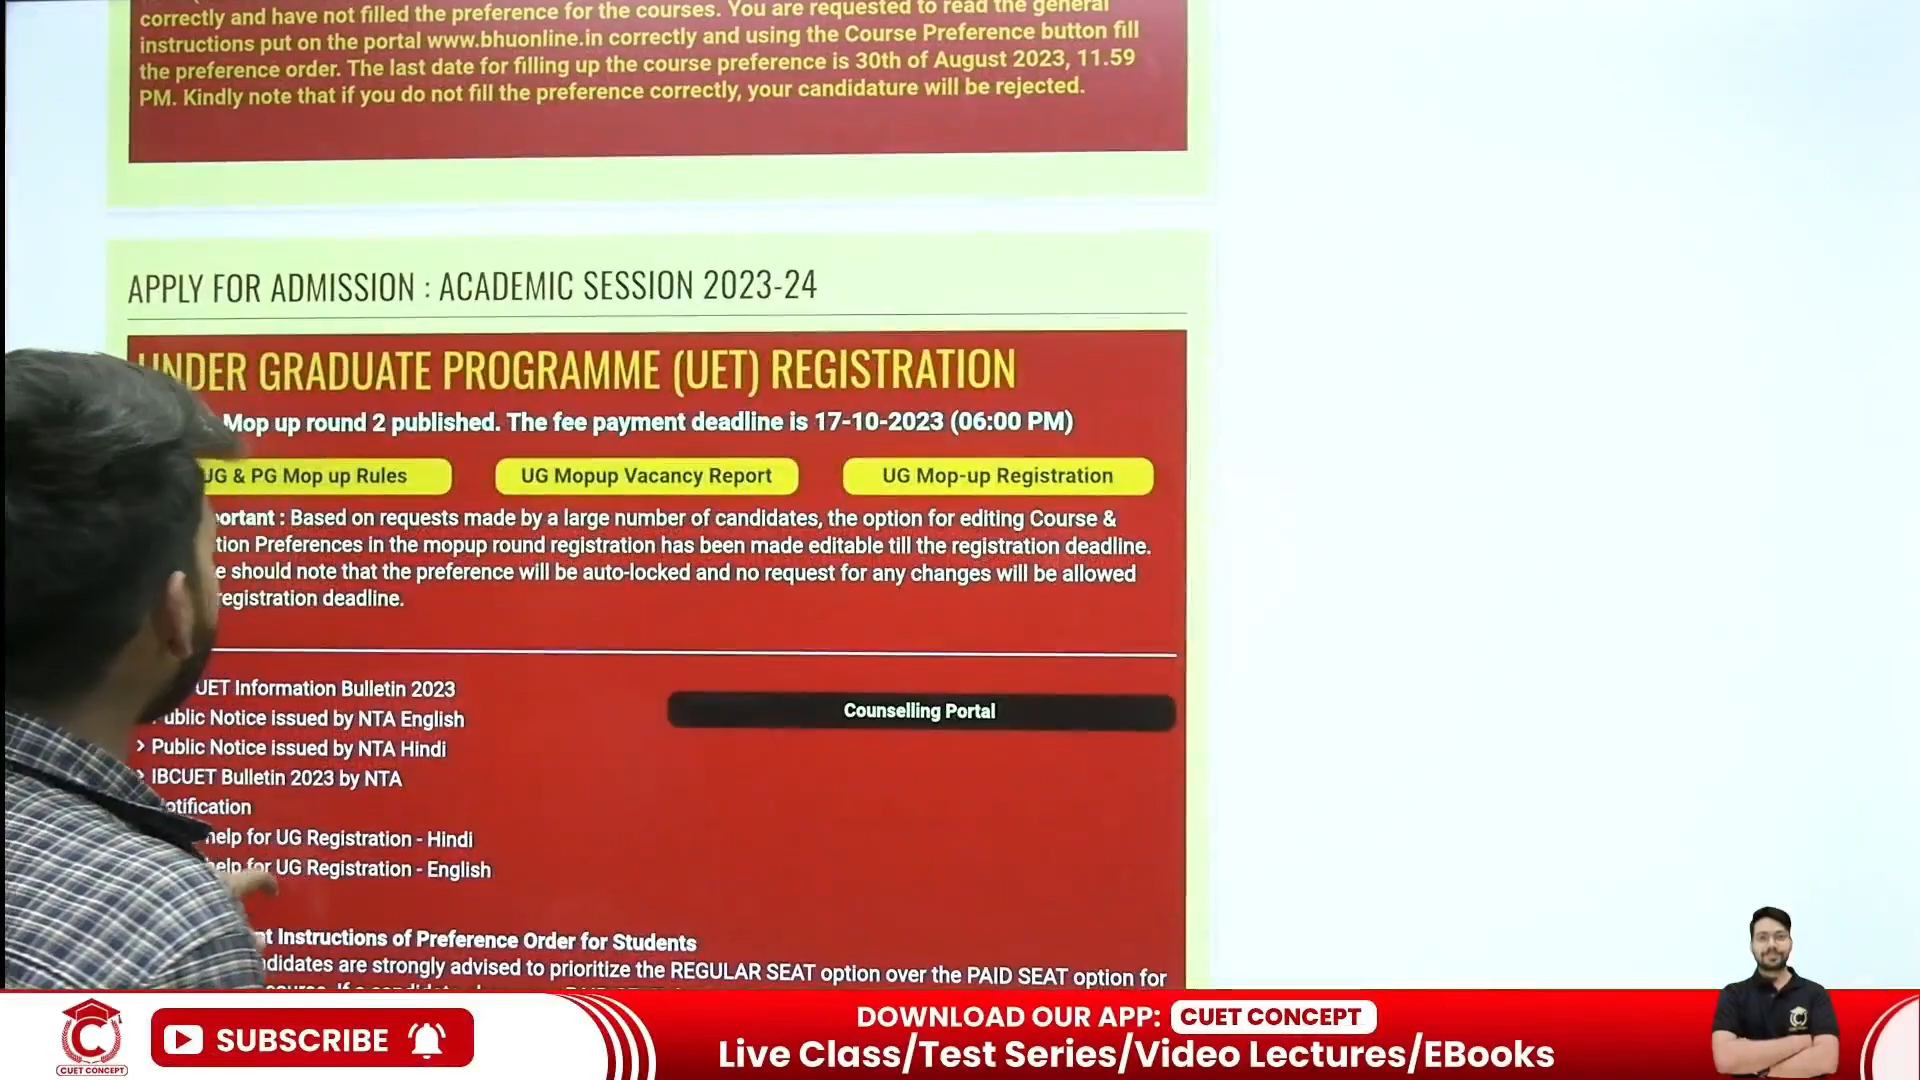 correctly and have not filled the preference for the courses. You are requested to read the general
instructions put on the portal www.bhuonline.in correctly and using the Course Preference button fill
the preference order. The last date for filling up the course preference is 30th of August 2023, 11.59
PM. Kindly note that if you do not fill the preference correctly, your candidature will be rejected.
APPLY FOR ADMISSION : ACADEMIC SESSION 2023-24
UNDER GRADUATE PROGRAMME (UET) REGISTRATION
Mop up round 2 published. The fee payment deadline is 17-10-2023 (06:00 PM)
UG & PG Mop up Rules
UG Mopup Vacancy Report
UG Mop-up Registration
: Based on requests made by a large number of candidates, the option for editing Course &
Preferences in the mopup round registration has been made editable till the registration deadline.
should note that the preference will be auto-locked and no request for any changes will be allowed
registration deadline.
UET Information Bulletin 2023
Public Notice issued by NTA English
> Public Notice issued by NTA Hindi
> IBCUET Bulletin 2023 by NTA
Notification
help for UG Registration - Hindi
help for UG Registration - English
Counselling Portal
Instructions of Preference Order for Students
are strongly advised to prioritize the REGULAR SEAT option over the PAID SEAT option for
C
CUET CONCEPT
SUBSCRIBE
DOWNLOAD OUR APP: CUET CONCEPT
Live Class/Test Series/Video Lectures/EBooks